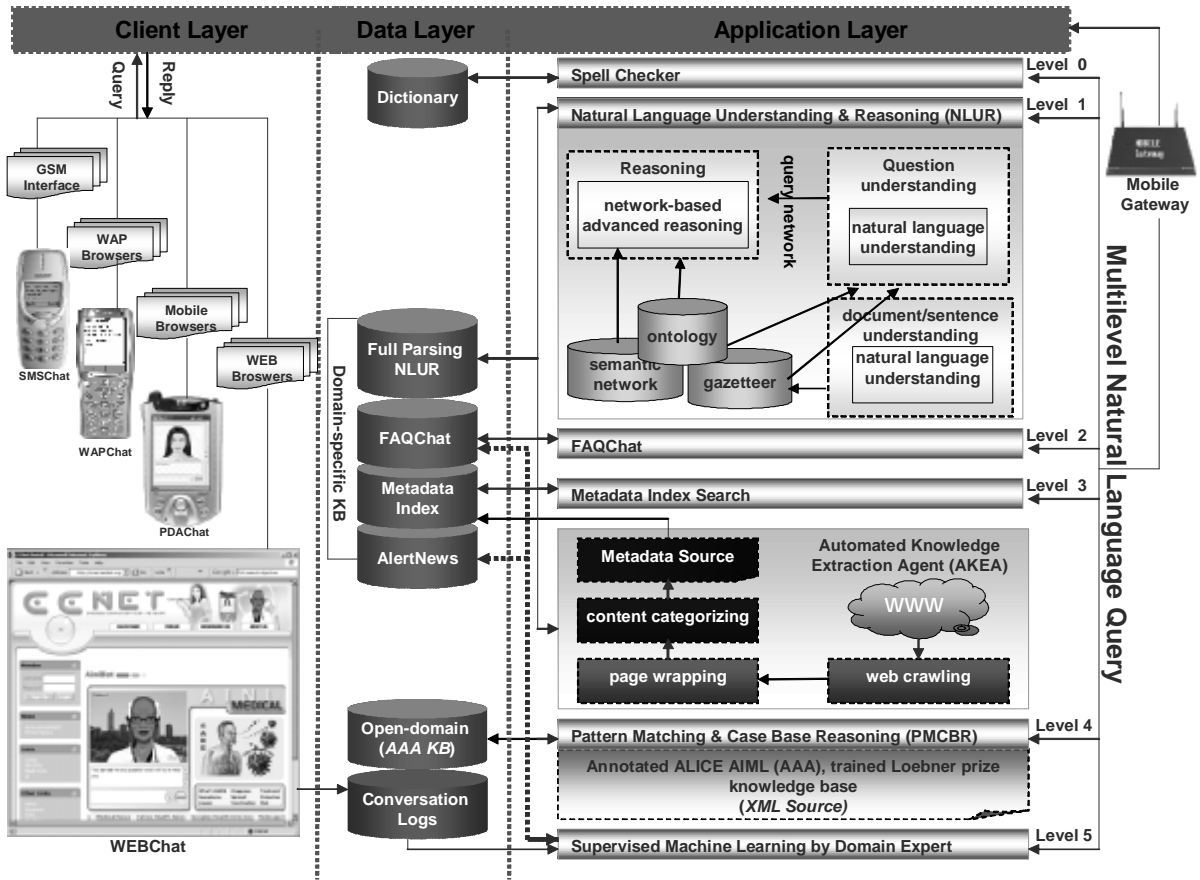 Client Layer
Data Layer
Application Layer
Query
Reply
GSM
Interface
WAP
Browsers
Mobile
Browsers
WEB
Broswers
SMSChat
WAPChat
PDAChat
CCNET
AINI
MEDICAL
WEBChat
Dictionary
Domain-specific KB
Full Parsing
NLUR
FAQChat
Metadada
Index
AlertNews
Open-domain
(AAA KB)
Conversation
Logs
Spell Checker
Level 0
Natural Language Understanding & Reasoning (NLUR)
Level 1
Reasoning
network-based
advanced reasoning
query network
Question
understanding
natural language
understanding
ontology
semantic
network
gazetteer
document/sentence
understanding
natural language
understanding
FAQChat
Level 2
Metadata Index Search
Level 3
Metadata Source
content categorizing
page wrapping
Automated Knowledge
Extraction Agent (AKEA)
WWW
web crawling
Pattern Matching & Case Base Reasoning (PMCBR)
Level 4
Annotated ALICE AIML (AAA), trained Loebner prize
knowledge base
(XML Source)
Supervised Machine Learning by Domain Expert
Level 5
MOBILE
Gateway
Mobile
Gateway
Multilevel Natural Language Query